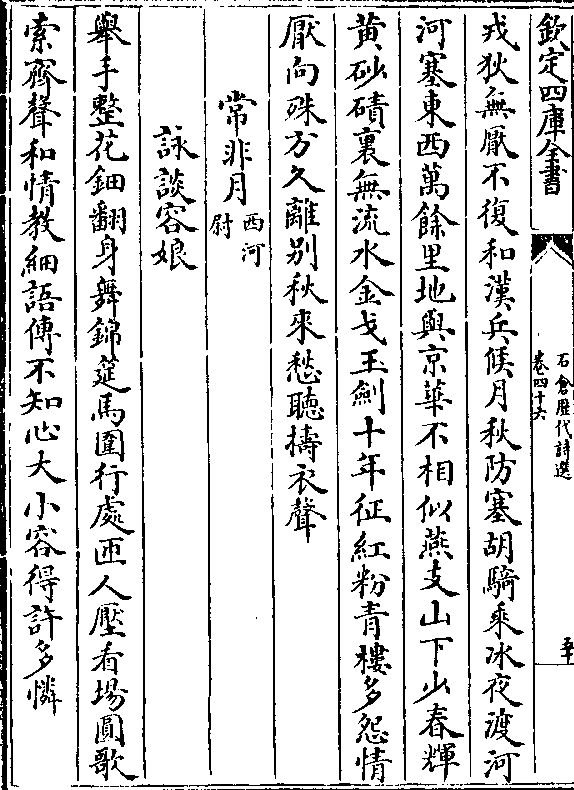 欽定四庫全書
石倉歷代詩選
卷四十六
戎狄無厭不復和漢兵候月秋防塞胡騎乘冰夜渡河
河塞東西萬餘里地與京華不相似燕支山下少春輝
黃砂磧裏無流水金戈玉劍十年征紅粉青樓多怨情
厭向殊方久離別秋來愁聽擣衣聲
常非月西河尉
詠談容娘
舉手整花鈿翻身舞錦筵馬圍行處匝人壓看場圓歌
索齊聲和情教細語傳不知心大小容得許多憐